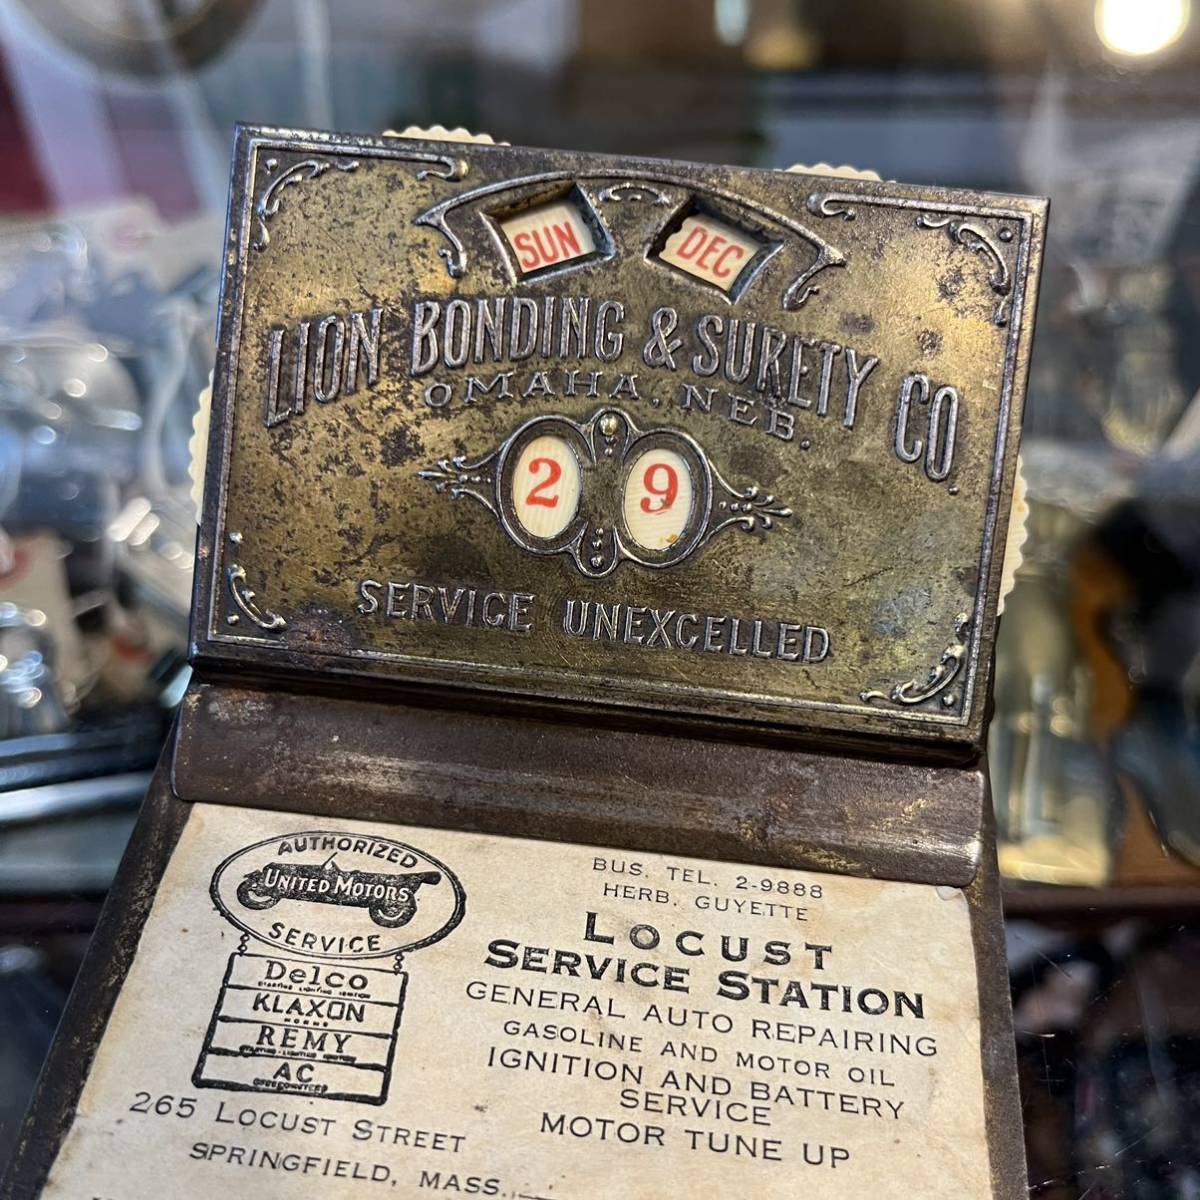 SUN DEC
LION BONDING & SURETY CO.
OMAHA, NEB.
2 9
SERVICE UNEXCELLED
AUTHORIZED
UNITED MOTORS
SERVICE
Delco
KLAXON
HORNS
REMY
AC
265 LOCUST STREET
SPRINGFIELD, MASS.
BUS. TEL. 2-9888
HERB. GUYETTE
LOCUST
SERVICE STATION
GENERAL AUTO REPAIRING
GASOLINE AND MOTOR OIL
IGNITION AND BATTERY
SERVICE
MOTOR TUNE UP